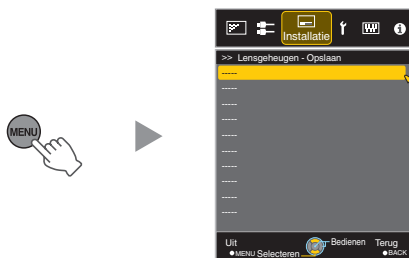 MENU
Installatie
>> Lensgeheugen - Opslaan
-----
-----
-----
-----
-----
-----
-----
-----
-----
-----
Uit Bedienen Terug
●MENU Selecteren ●BACK